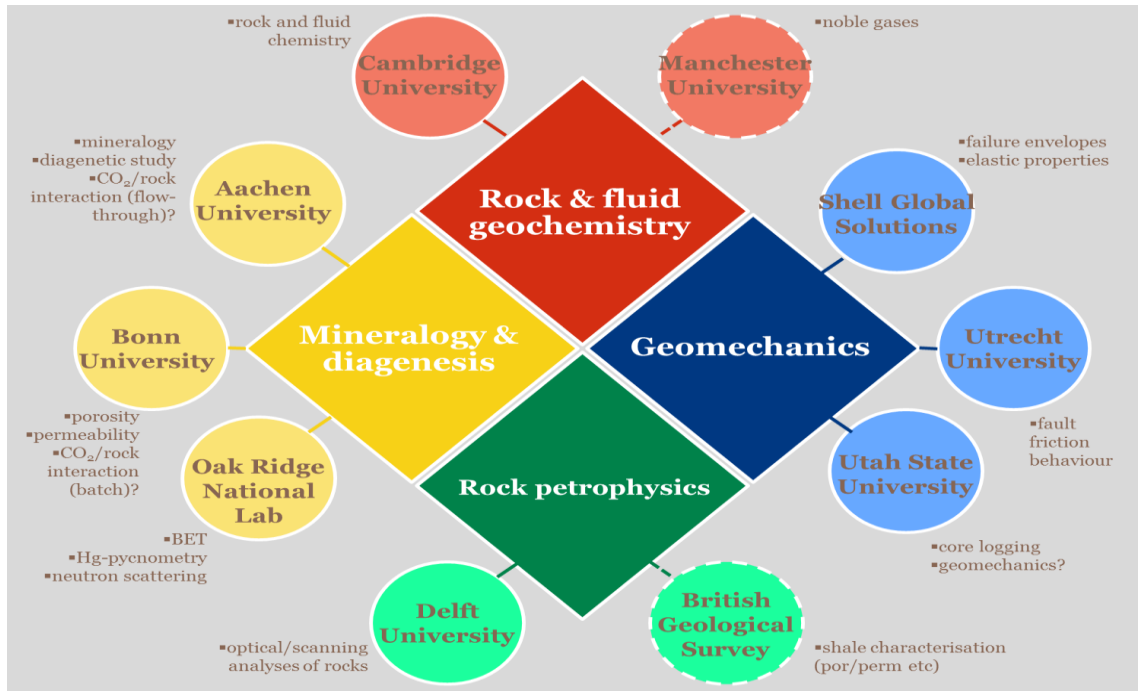 ▪rock and fluid
chemistry
Cambridge
University
Manchester
University
▪noble gases
▪mineralogy
▪diagenetic study
▪CO₂/rock
interaction (flow-
through)?
Aachen
University
Rock & fluid
geochemistry
▪failure envelopes
▪elastic properties
Shell Global
Solutions
Bonn
University
Mineralogy &
diagenesis
Geomechanics
Utrecht
University
▪porosity
▪permeability
▪CO₂/rock
interaction
(batch)?
Oak Ridge
National
Lab
Rock petrophysics
Utah State
University
▪fault
friction
behaviour
▪BET
▪Hg-pycnometry
▪neutron scattering
▪core logging
▪geomechanics?
Delft
University
British
Geological
Survey
▪optical/scanning
analyses of rocks
▪shale characterisation
(por/perm etc)